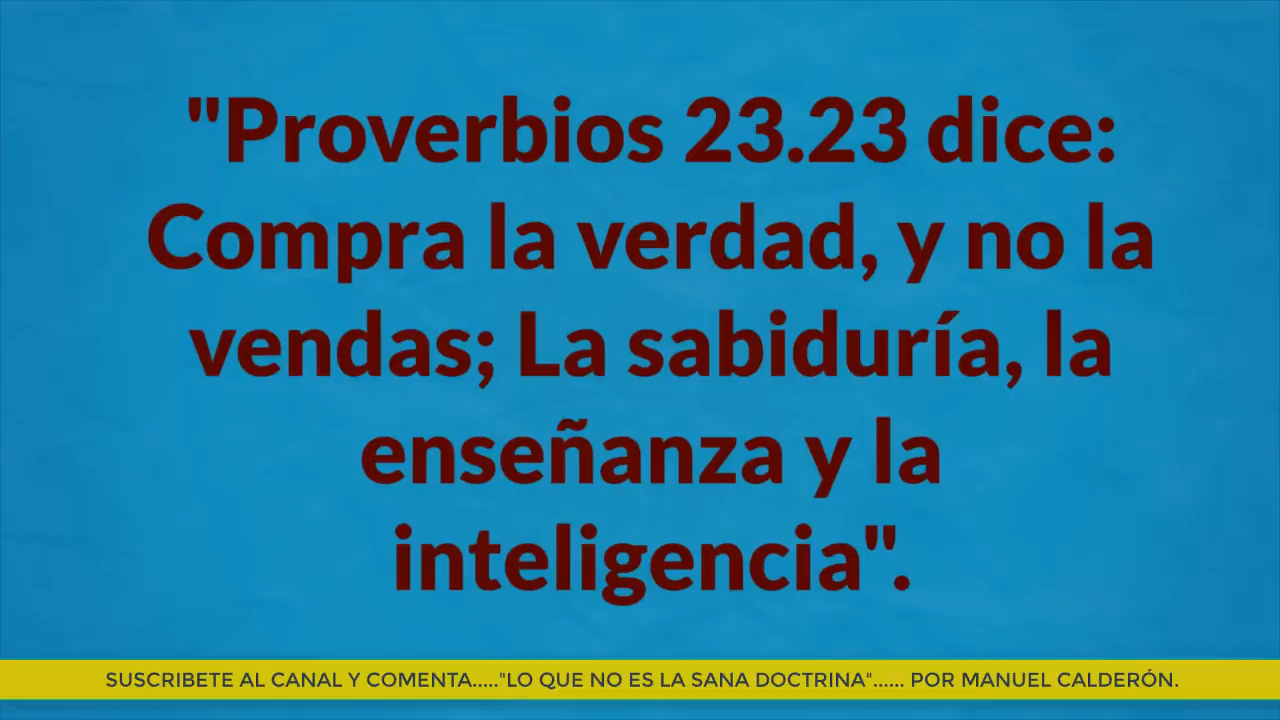 "Proverbios 23.23 dice:
Compra la verdad, y no la
vendas; La sabiduría, la
enseñanza y la
inteligencia".
SUSCRIBETE AL CANAL Y COMENTA....."LO QUE NO ES LA SANA DOCTRINA"...... POR MANUEL CALDERÓN.